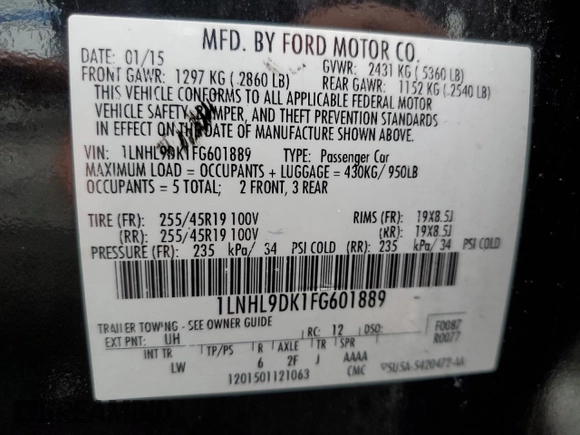 MFD. BY FORD MOTOR CO.
DATE: 01/15 GVWR: 2431 KG ( 5360 LB)
FRONT GAWR: 1297 KG ( 2860 LB) REAR GAWR: 1152 KG ( 2540 LB)
THIS VEHICLE CONFORMS TO ALL APPLICABLE FEDERAL MOTOR
VEHICLE SAFETY, BUMPER, AND THEFT PREVENTION STANDARDS
IN EFFECT ON THE DATE OF MANUFACTURE SHOWN ABOVE.
VIN: 1LNHL9DK1FG601889 TYPE: Passenger Car
MAXIMUM LOAD = OCCUPANTS + LUGGAGE = 430KG/ 950LB
OCCUPANTS = 5 TOTAL; 2 FRONT, 3 REAR
TIRE (FR): 255/45R19 100V RIMS (FR): 19X8.5J
(RR): 255/45R19 100V (RR): 19X8.5J
PRESSURE (FR): 235 kPa/ 34 PSI COLD (RR): 235 kPa/ 34 PSI COLD
1LNHL9DK1FG601889
TRAILER TOWING - SEE OWNER GUIDE
EXT PNT: UH RC: 12 DSO: F0087
R0077
INT TR TP/PS R AXLE TR SPR
LW 6 2F J AAAA
1201501121063 CMC